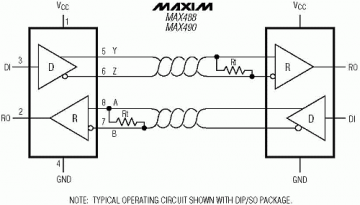 MAXIM
MAX488
MAX490
VCC
VCC
1
DI
3
D
5 Y
6 Z
Rt
R
RO
RO
2
R
8 A
7 B
Rt
D
DI
4
GND
GND
NOTE: TYPICAL OPERATING CIRCUIT SHOWN WITH DIP/SO PACKAGE.